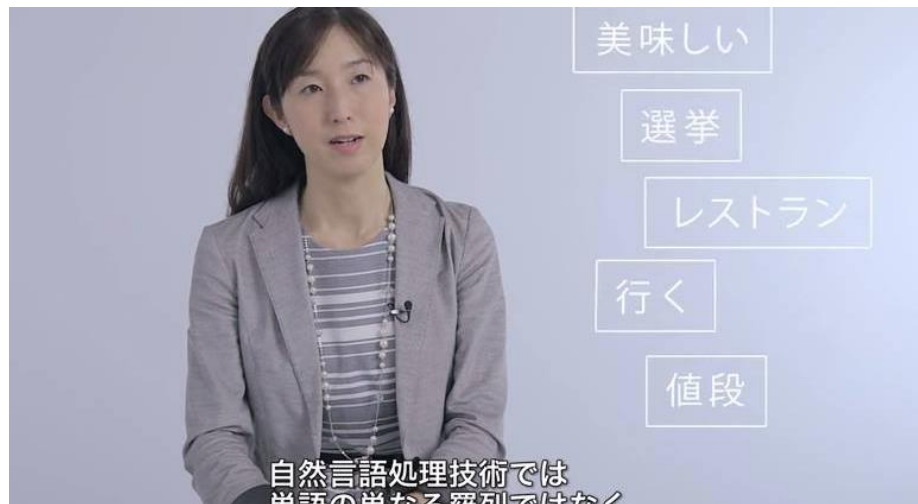 美味しい
選挙
レストラン
行く
値段
自然言語処理技術では
単語の単なる羅列ではなく